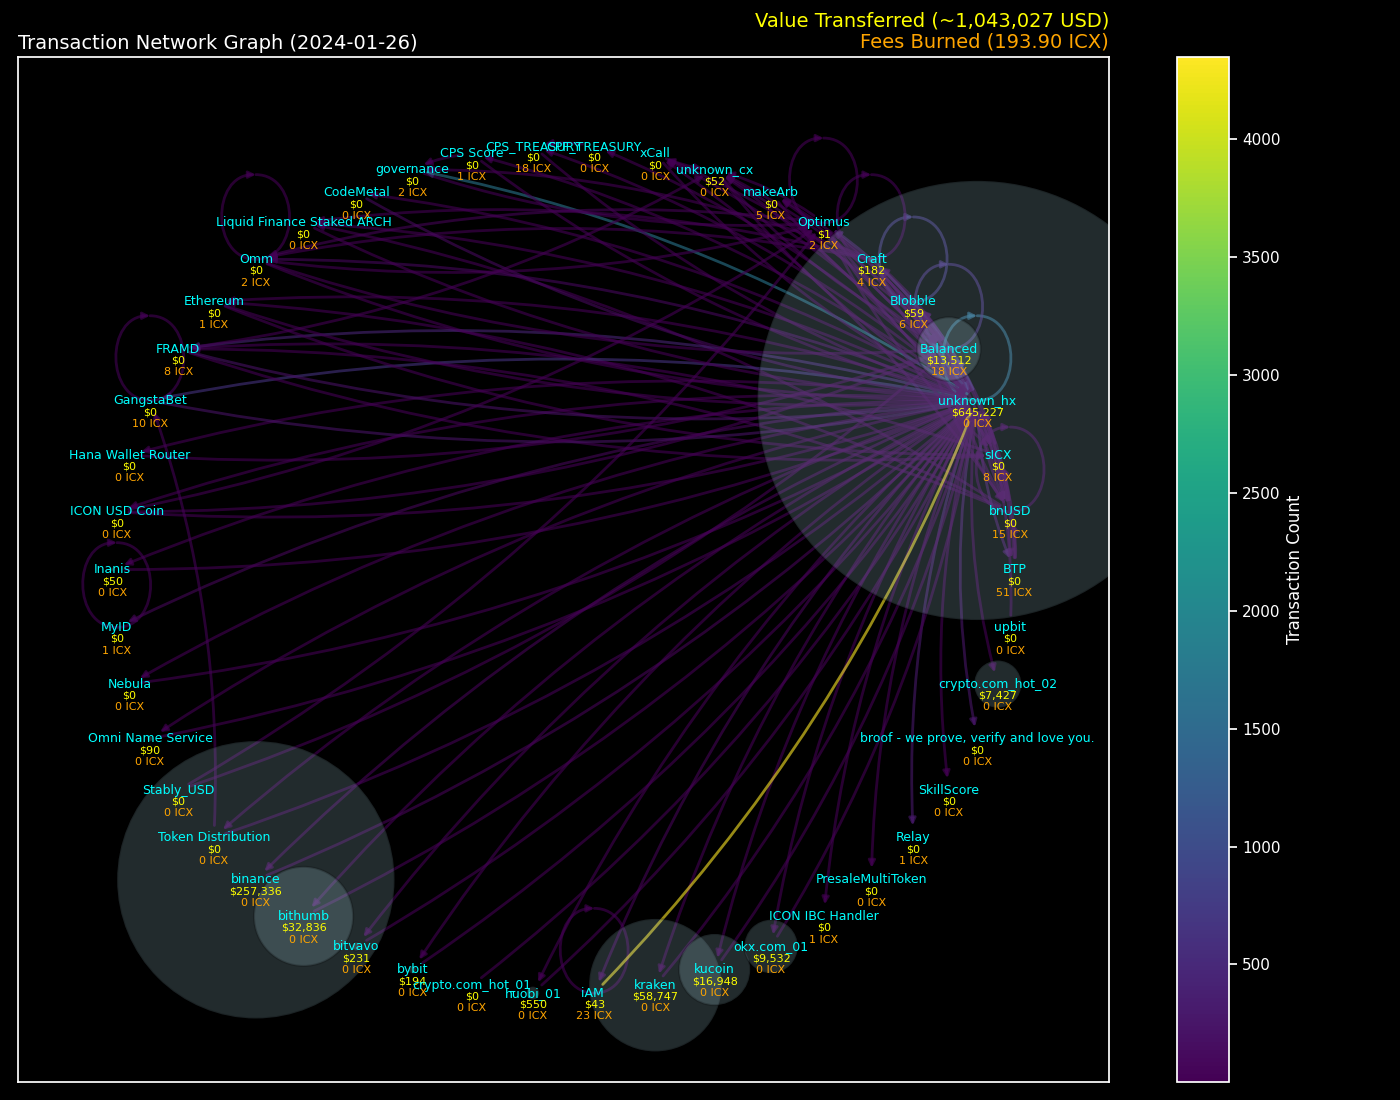 Value Transferred (~1,043,027 USD)
Transaction Network Graph (2024-01-26)
Fees Burned (193.90 ICX)
CPS Score
$0
1 ICX
CPS_TREASURY
$0
18 ICX
CPF_TREASURY
$0
0 ICX
xCall
$0
0 ICX
governance
$0
2 ICX
unknown_cx
$52
0 ICX
CodeMetal
$0
0 ICX
makeArb
$0
5 ICX
Liquid Finance Staked ARCH
$0
0 ICX
Optimus
$1
2 ICX
Omm
$0
2 ICX
Craft
$182
4 ICX
Ethereum
$0
1 ICX
Blobble
$59
6 ICX
FRAMD
$0
8 ICX
Balanced
$13,512
18 ICX
GangstaBet
$0
10 ICX
unknown_hx
$645,227
0 ICX
Hana Wallet Router
$0
0 ICX
sICX
$0
8 ICX
ICON USD Coin
$0
0 ICX
bnUSD
$0
15 ICX
Inanis
$50
0 ICX
BTP
$0
51 ICX
MyID
$0
1 ICX
upbit
$0
0 ICX
Nebula
$0
0 ICX
crypto.com_hot_02
$7,427
0 ICX
Omni Name Service
$90
0 ICX
broof - we prove, verify and love you.
$0
0 ICX
Stably_USD
$0
0 ICX
SkillScore
$0
0 ICX
Token Distribution
$0
0 ICX
Relay
$0
1 ICX
binance
$257,336
0 ICX
PresaleMultiToken
$0
0 ICX
bithumb
$32,836
0 ICX
ICON IBC Handler
$0
1 ICX
bitvavo
$231
0 ICX
okx.com_01
$9,532
0 ICX
bybit
$194
0 ICX
kucoin
$16,948
0 ICX
crypto.com_hot_01
$0
0 ICX
huobi_01
$550
0 ICX
iAM
$43
23 ICX
kraken
$58,747
0 ICX
4000
3500
3000
2500
2000
1500
1000
500
Transaction Count